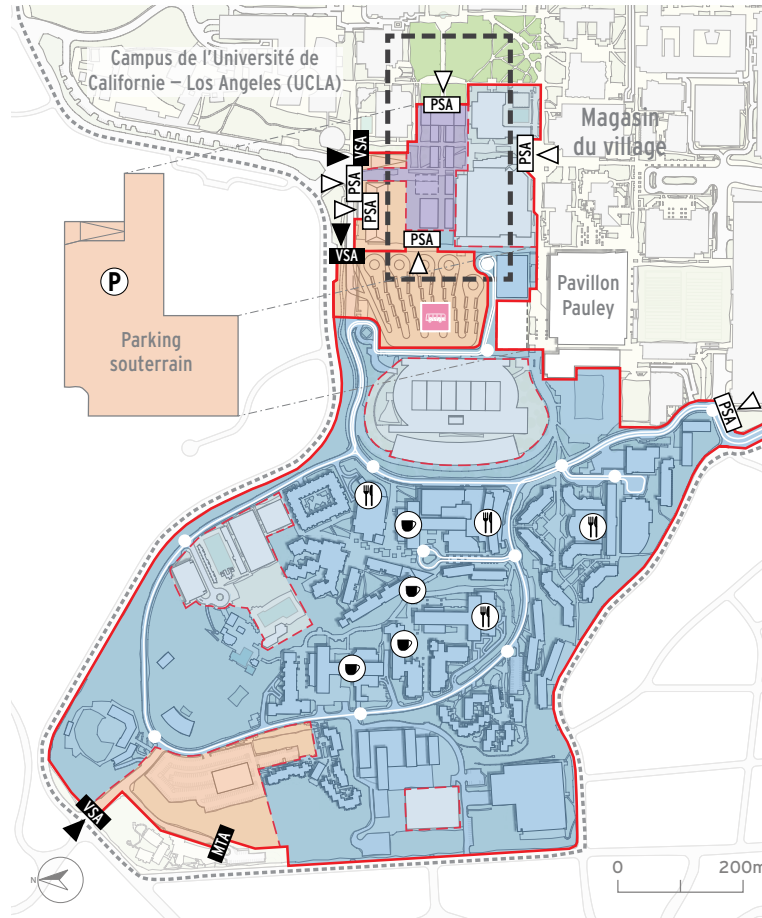 Campus de l'Université de
Californie – Los Angeles (UCLA)
PSA
Magasin
du village
VSA
PSA
PSA
PSA
PSA
VSA
P
Parking
souterrain
Pavillon
Pauley
PSA
VSA
MTA
N
0 200m